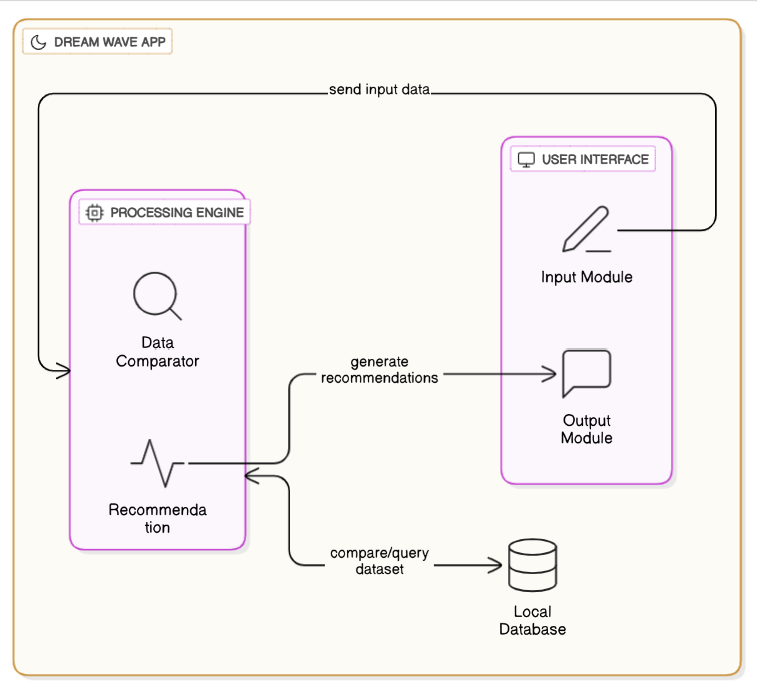 DREAM WAVE APP
send input data
USER INTERFACE
PROCESSING ENGINE
Input Module
Data
Comparator
generate
recommendations
Output
Module
Recommenda
tion
compare/query
dataset
Local
Database